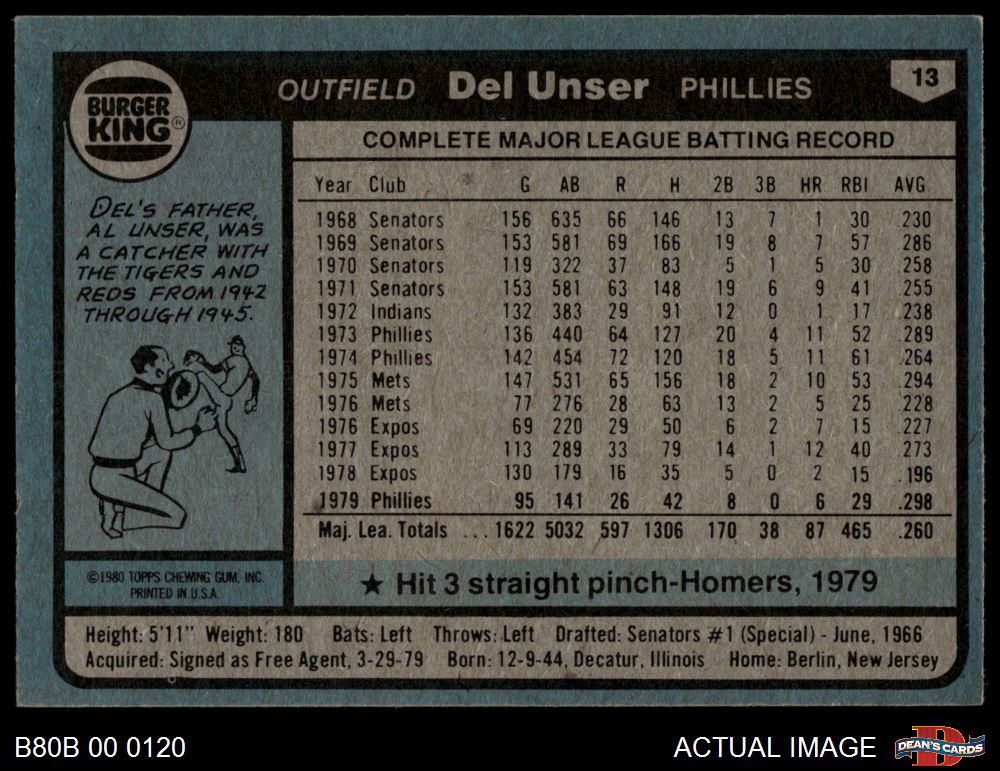 BURGER
KING®
OUTFIELD Del Unser PHILLIES
13
COMPLETE MAJOR LEAGUE BATTING RECORD
Year Club G AB R H 2B 3B HR RBI AVG
1968 Senators 156 635 66 146 13 7 1 30 .230
1969 Senators 153 581 69 166 19 8 7 57 .286
1970 Senators 119 322 37 83 5 1 5 30 .258
1971 Senators 153 581 63 148 19 6 9 41 .255
1972 Indians 132 383 29 91 12 0 1 17 .238
1973 Phillies 136 440 64 127 20 4 11 52 .289
1974 Phillies 142 454 72 120 18 5 11 61 .264
1975 Mets 147 531 65 156 18 2 10 53 .294
1976 Mets 77 276 28 63 13 2 5 25 .228
1976 Expos 69 220 29 50 6 2 7 15 .227
1977 Expos 113 289 33 79 14 1 12 40 .273
1978 Expos 130 179 16 35 5 0 2 15 .196
1979 Phillies 95 141 26 42 8 0 6 29 .298
Maj. Lea. Totals ... 1622 5032 597 1306 170 38 87 465 .260
DEL'S FATHER,
AL UNSER, WAS
A CATCHER WITH
THE TIGERS AND
REDS FROM 1942
THROUGH 1945.
©1980 TOPPS CHEWING GUM, INC.
PRINTED IN U.S.A.
★ Hit 3 straight pinch-Homers, 1979
Height: 5'11" Weight: 180 Bats: Left Throws: Left Drafted: Senators #1 (Special) - June, 1966
Acquired: Signed as Free Agent, 3-29-79 Born: 12-9-44, Decatur, Illinois Home: Berlin, New Jersey
B80B 00 0120
ACTUAL IMAGE
D
DEAN'S CARDS